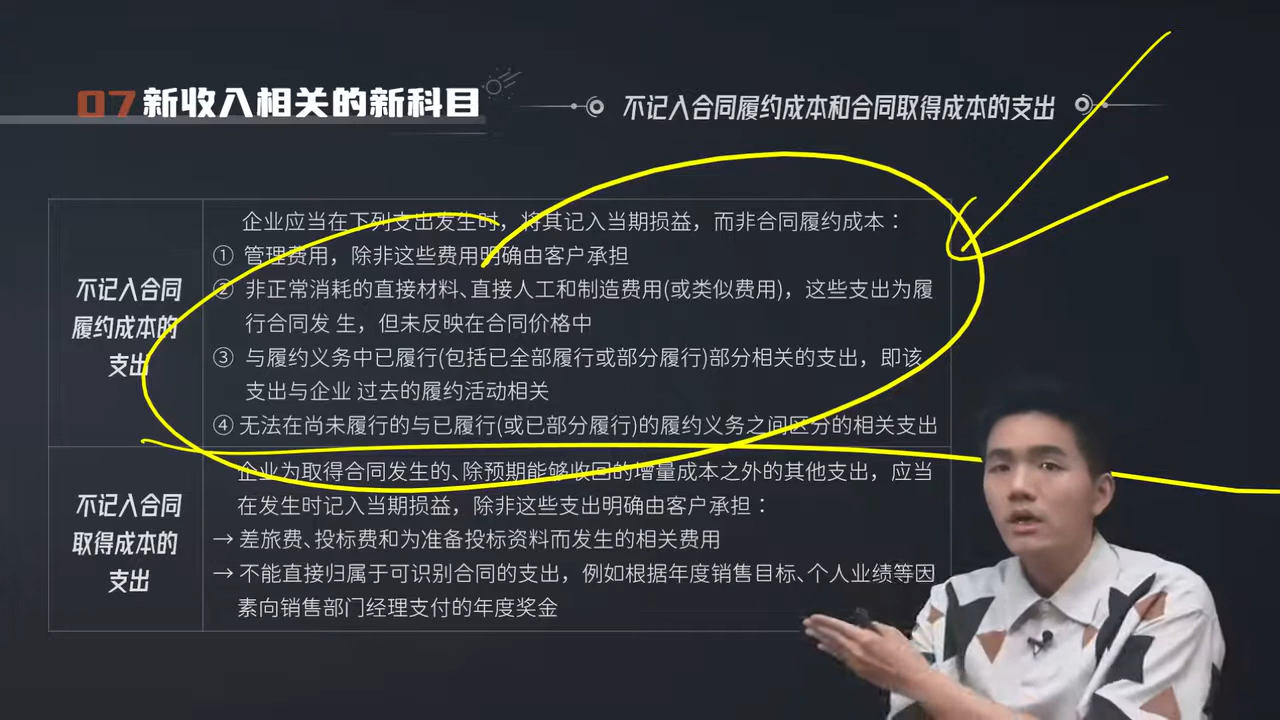 07 新收入相关的新科目
不记入合同履约成本和合同取得成本的支出
不记入合同
履约成本的
支出
企业应当在下列支出发生时，将其记入当期损益，而非合同履约成本：
① 管理费用，除非这些费用明确由客户承担
② 非正常消耗的直接材料、直接人工和制造费用(或类似费用)，这些支出为履
行合同发 生，但未反映在合同价格中
③ 与履约义务中已履行(包括已全部履行或部分履行)部分相关的支出，即该
支出与企业 过去的履约活动相关
④ 无法在尚未履行的与已履行(或已部分履行)的履约义务之间区分的相关支出
不记入合同
取得成本的
支出
企业为取得合同发生的、除预期能够收回的增量成本之外的其他支出，应当
在发生时记入当期损益，除非这些支出明确由客户承担：
→ 差旅费、投标费和为准备投标资料而发生的相关费用
→ 不能直接归属于可识别合同的支出，例如根据年度销售目标、个人业绩等因
素向销售部门经理支付的年度奖金